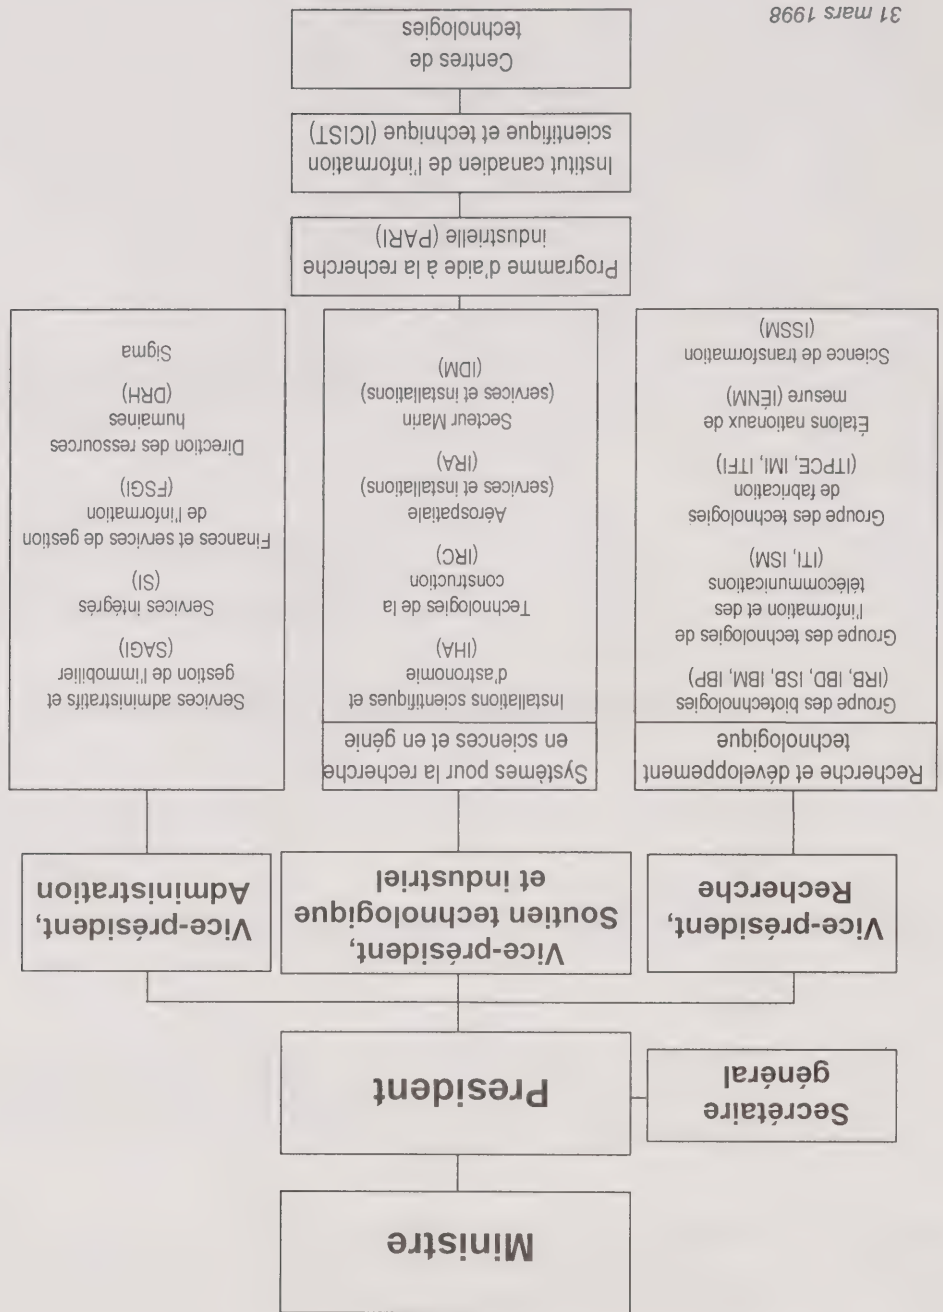 Ministre
Président
Secrétaire
général
Vice-président,
Recherche
Vice-président,
Soutien technologique
et industriel
Vice-président,
Administration
Recherche et développement
technologique
Groupe des biotechnologies
(IRB, IBD, ISB, IBM, IBP)
Groupe des technologies de
l'information et des
télécommunications
(ITI, ISM)
Groupe des technologies
de fabrication
(ITPCE, IMI, ITFI)
Étalons nationaux de
mesure (IÉNM)
Science de transformation
(ISSM)
Systèmes pour la recherche
en sciences et en génie
Installations scientifiques et
d'astronomie
(IHA)
Technologies de la
construction
(IRC)
Aérospatiale
(services et installations)
(IRA)
Secteur Marin
(services et installations)
(IDM)
Services administratifs et
gestion de l'immobilier
(SAGI)
Services intégrés
(SI)
Finances et services de gestion
de l'information
(FSGI)
Direction des ressources
humaines
(DRH)
Sigma
Programme d'aide à la recherche
industrielle (PARI)
Institut canadien de l'information
scientifique et technique (ICIST)
Centres de
technologies
31 mars 1998